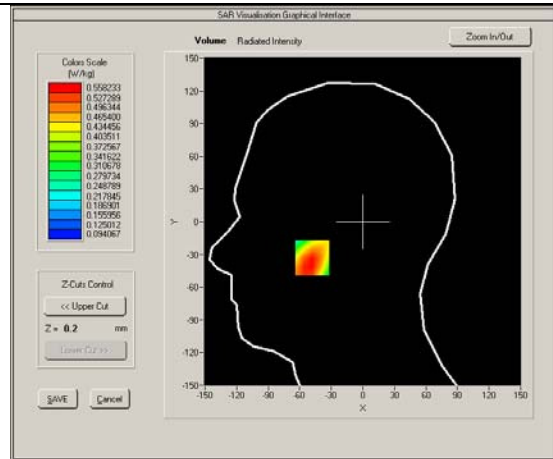 SAR Visualisation Graphical Interface
Volume Radiated Intensity
Zoom In/Out
Colors Scale
(W/kg)
0.558233
0.527289
0.496344
0.465400
0.434456
0.403511
0.372567
0.341622
0.310678
0.279734
0.248789
0.217845
0.186901
0.155956
0.125012
0.094067
Z-Cuts Control
<< Upper Cut
Z = 0.2 mm
Lower Cut >>
SAVE Cancel
150
120
90
60
30
0
-30
-60
-90
-120
-150
Y
-150 -120 -90 -60 -30 0 30 60 90 120 150
X